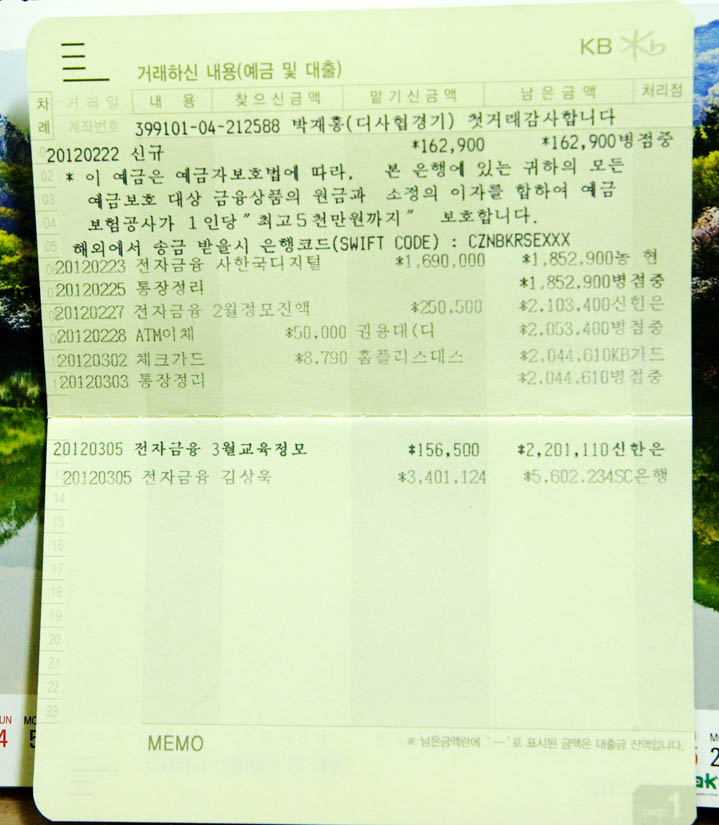 KB
거래하신 내용(예금 및 대출)
차례 거래일 계좌번호 내 용 찾으신금액 맡기신금액 남은금액 처리점
399101-04-212588 박재홍(디사협경기) 첫거래감사합니다
20120222 신규 *162,900 *162,900병점중
02 * 이 예금은 예금자보호법에 따라, 본 은행에 있는 귀하의 모든
03 예금보호 대상 금융상품의 원금과 소정의 이자를 합하여 예금
04 보험공사가 1인당"최고5천만원까지" 보호합니다.
05 해외에서 송금 받을시 은행코드(SWIFT CODE) : CZNBKRSEXXX
20120223 전자금융 사한국디지털 *1,690,000 *1,852,900농 현
20120225 통장정리 *1,852,900병점중
20120227 전자금융 2월정모진액 *250,500 *2,103,400신한은
20120228 ATM이체 *50,000 권용대(디 *2,053,400병점중
20120302 체크카드 *8,790 홈플러스데스 *2,044,610KB카드
20120303 통장정리 *2,044,610병점중
20120305 전자금융 3월교육정모 *156,500 *2,201,110신한은
20120305 전자금융 김상욱 *3,401,124 *5,602,234SC은행
14
15
16
17
18
19
20
21
22
23
MEMO
※ 남은금액란에 '—'로 표시된 금액은 대출금 잔액입니다.
page 1